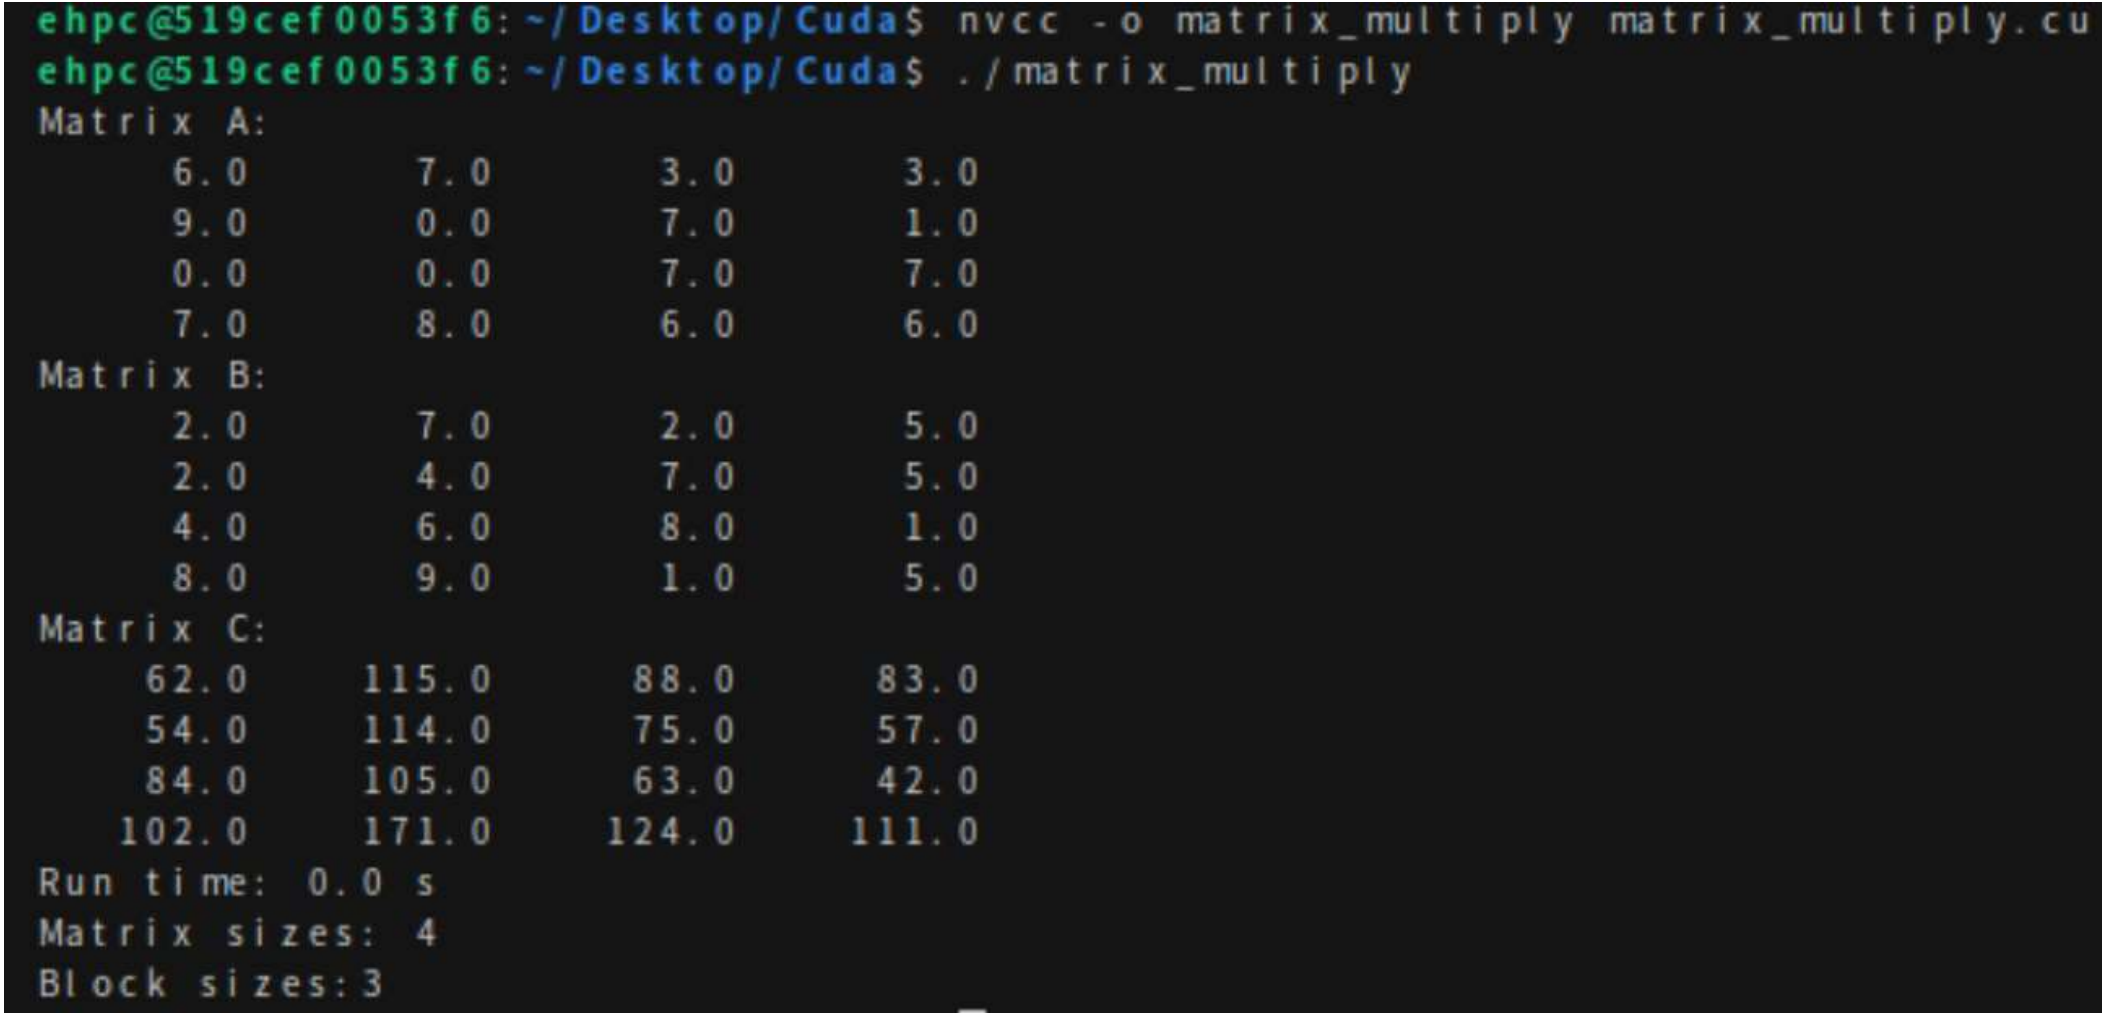 ehpc@519cef0053f6:~/Desktop/Cuda$ nvcc -o matrix_multiply matrix_multiply.cu
ehpc@519cef0053f6:~/Desktop/Cuda$ ./matrix_multiply
Matrix A:
6.0 7.0 3.0 3.0
9.0 0.0 7.0 1.0
0.0 0.0 7.0 7.0
7.0 8.0 6.0 6.0
Matrix B:
2.0 7.0 2.0 5.0
2.0 4.0 7.0 5.0
4.0 6.0 8.0 1.0
8.0 9.0 1.0 5.0
Matrix C:
62.0 115.0 88.0 83.0
54.0 114.0 75.0 57.0
84.0 105.0 63.0 42.0
102.0 171.0 124.0 111.0
Run time: 0.0 s
Matrix sizes: 4
Block sizes:3